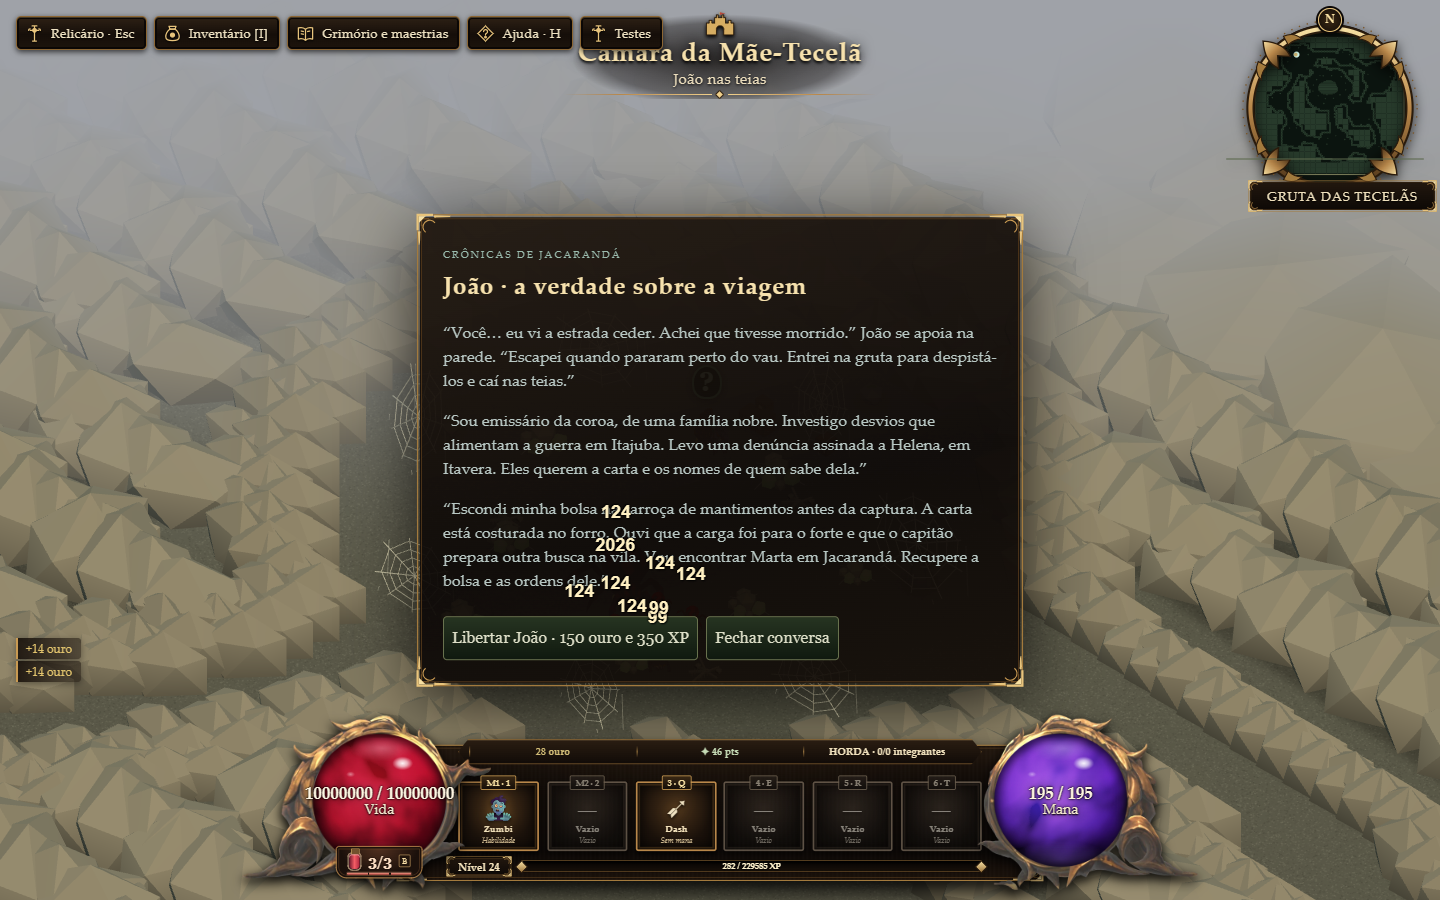 Relicário · Esc
Inventário [I]
Grimório e maestrias
Ajuda · H
Testes
Câmara da Mãe-Tecelã
João nas teias
N
GRUTA DAS TECELÃS
CRÔNICAS DE JACARANDÁ
João · a verdade sobre a viagem
“Você… eu vi a estrada ceder. Achei que tivesse morrido.” João se apoia na
parede. “Escapei quando pararam perto do vau. Entrei na gruta para despistá-
los e caí nas teias.”
?
“Sou emissário da coroa, de uma família nobre. Investigo desvios que
alimentam a guerra em Itajuba. Levo uma denúncia assinada a Helena, em
Itavera. Eles querem a carta e os nomes de quem sabe dela.”
“Escondi minha bolsa carroça de mantimentos antes da captura. A carta
124
está costurada no forro. Ouvi que a carga foi para o forte e que o capitão
2026
prepara outra busca na vila. Vou encontrar Marta em Jacarandá. Recupere a
124
124
bolsa e as ordens dele.
124
124
124
99
99
Libertar João · 150 ouro e 350 XP
Fechar conversa
+14 ouro
+14 ouro
28 ouro
46 pts
HORDA · 0/0 integrantes
10000000 / 10000000
Vida
3/3
B
M1 · 1
Zumbi
Habilidade
M2 · 2
Vazio
Vazio
3 · Q
Dash
Sem mana
4 · E
Vazio
Vazio
5 · R
Vazio
Vazio
6 · T
Vazio
Vazio
195 / 195
Mana
Nível 24
282 / 229585 XP